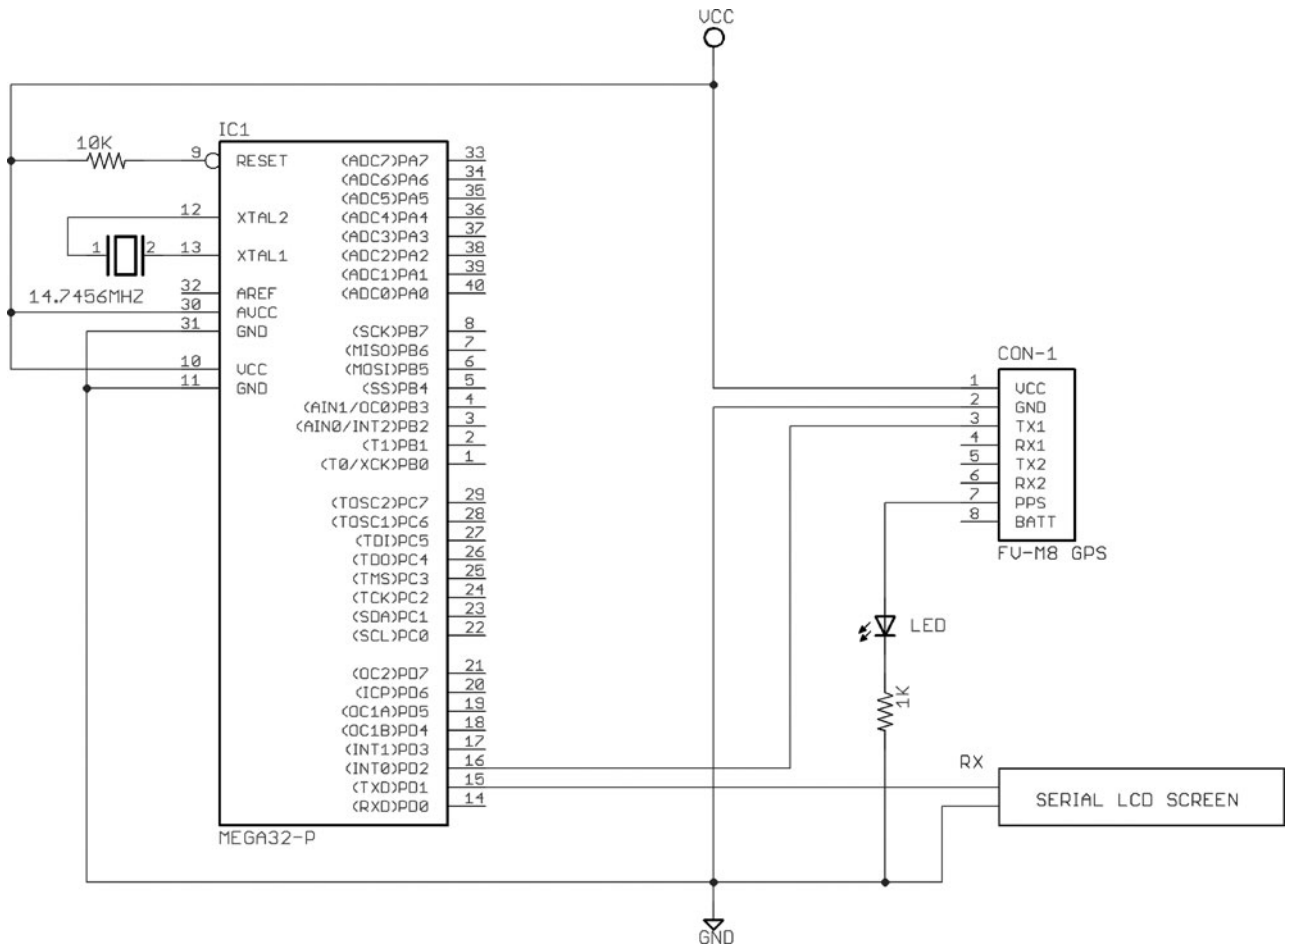 VCC
IC1
10K
9 RESET (ADC7)PA7 33
(ADC6)PA6 34
(ADC5)PA5 35
12 XTAL2 (ADC4)PA4 36
(ADC3)PA3 37
1 2 13 XTAL1 (ADC2)PA2 38
(ADC1)PA1 39
14.7456MHZ
32 AREF (ADC0)PA0 40
30 AVCC
31 GND (SCK)PB7 8
(MISO)PB6 7
10 VCC (MOSI)PB5 6
11 GND (SS)PB4 5
(AIN1/OC0)PB3 4
(AIN0/INT2)PB2 3
(T1)PB1 2
(T0/XCK)PB0 1
(TOSC2)PC7 29
(TOSC1)PC6 28
(TDI)PC5 27
(TDO)PC4 26
(TMS)PC3 25
(TCK)PC2 24
(SDA)PC1 23
(SCL)PC0 22
(OC2)PD7 21
(ICP)PD6 20
(OC1A)PD5 19
(OC1B)PD4 18
(INT1)PD3 17
(INT0)PD2 16
(TXD)PD1 15
(RXD)PD0 14
MEGA32-P
CON-1
1 VCC
2 GND
3 TX1
4 RX1
5 TX2
6 RX2
7 PPS
8 BATT
FV-M8 GPS
LED
1K
RX
SERIAL LCD SCREEN
GND